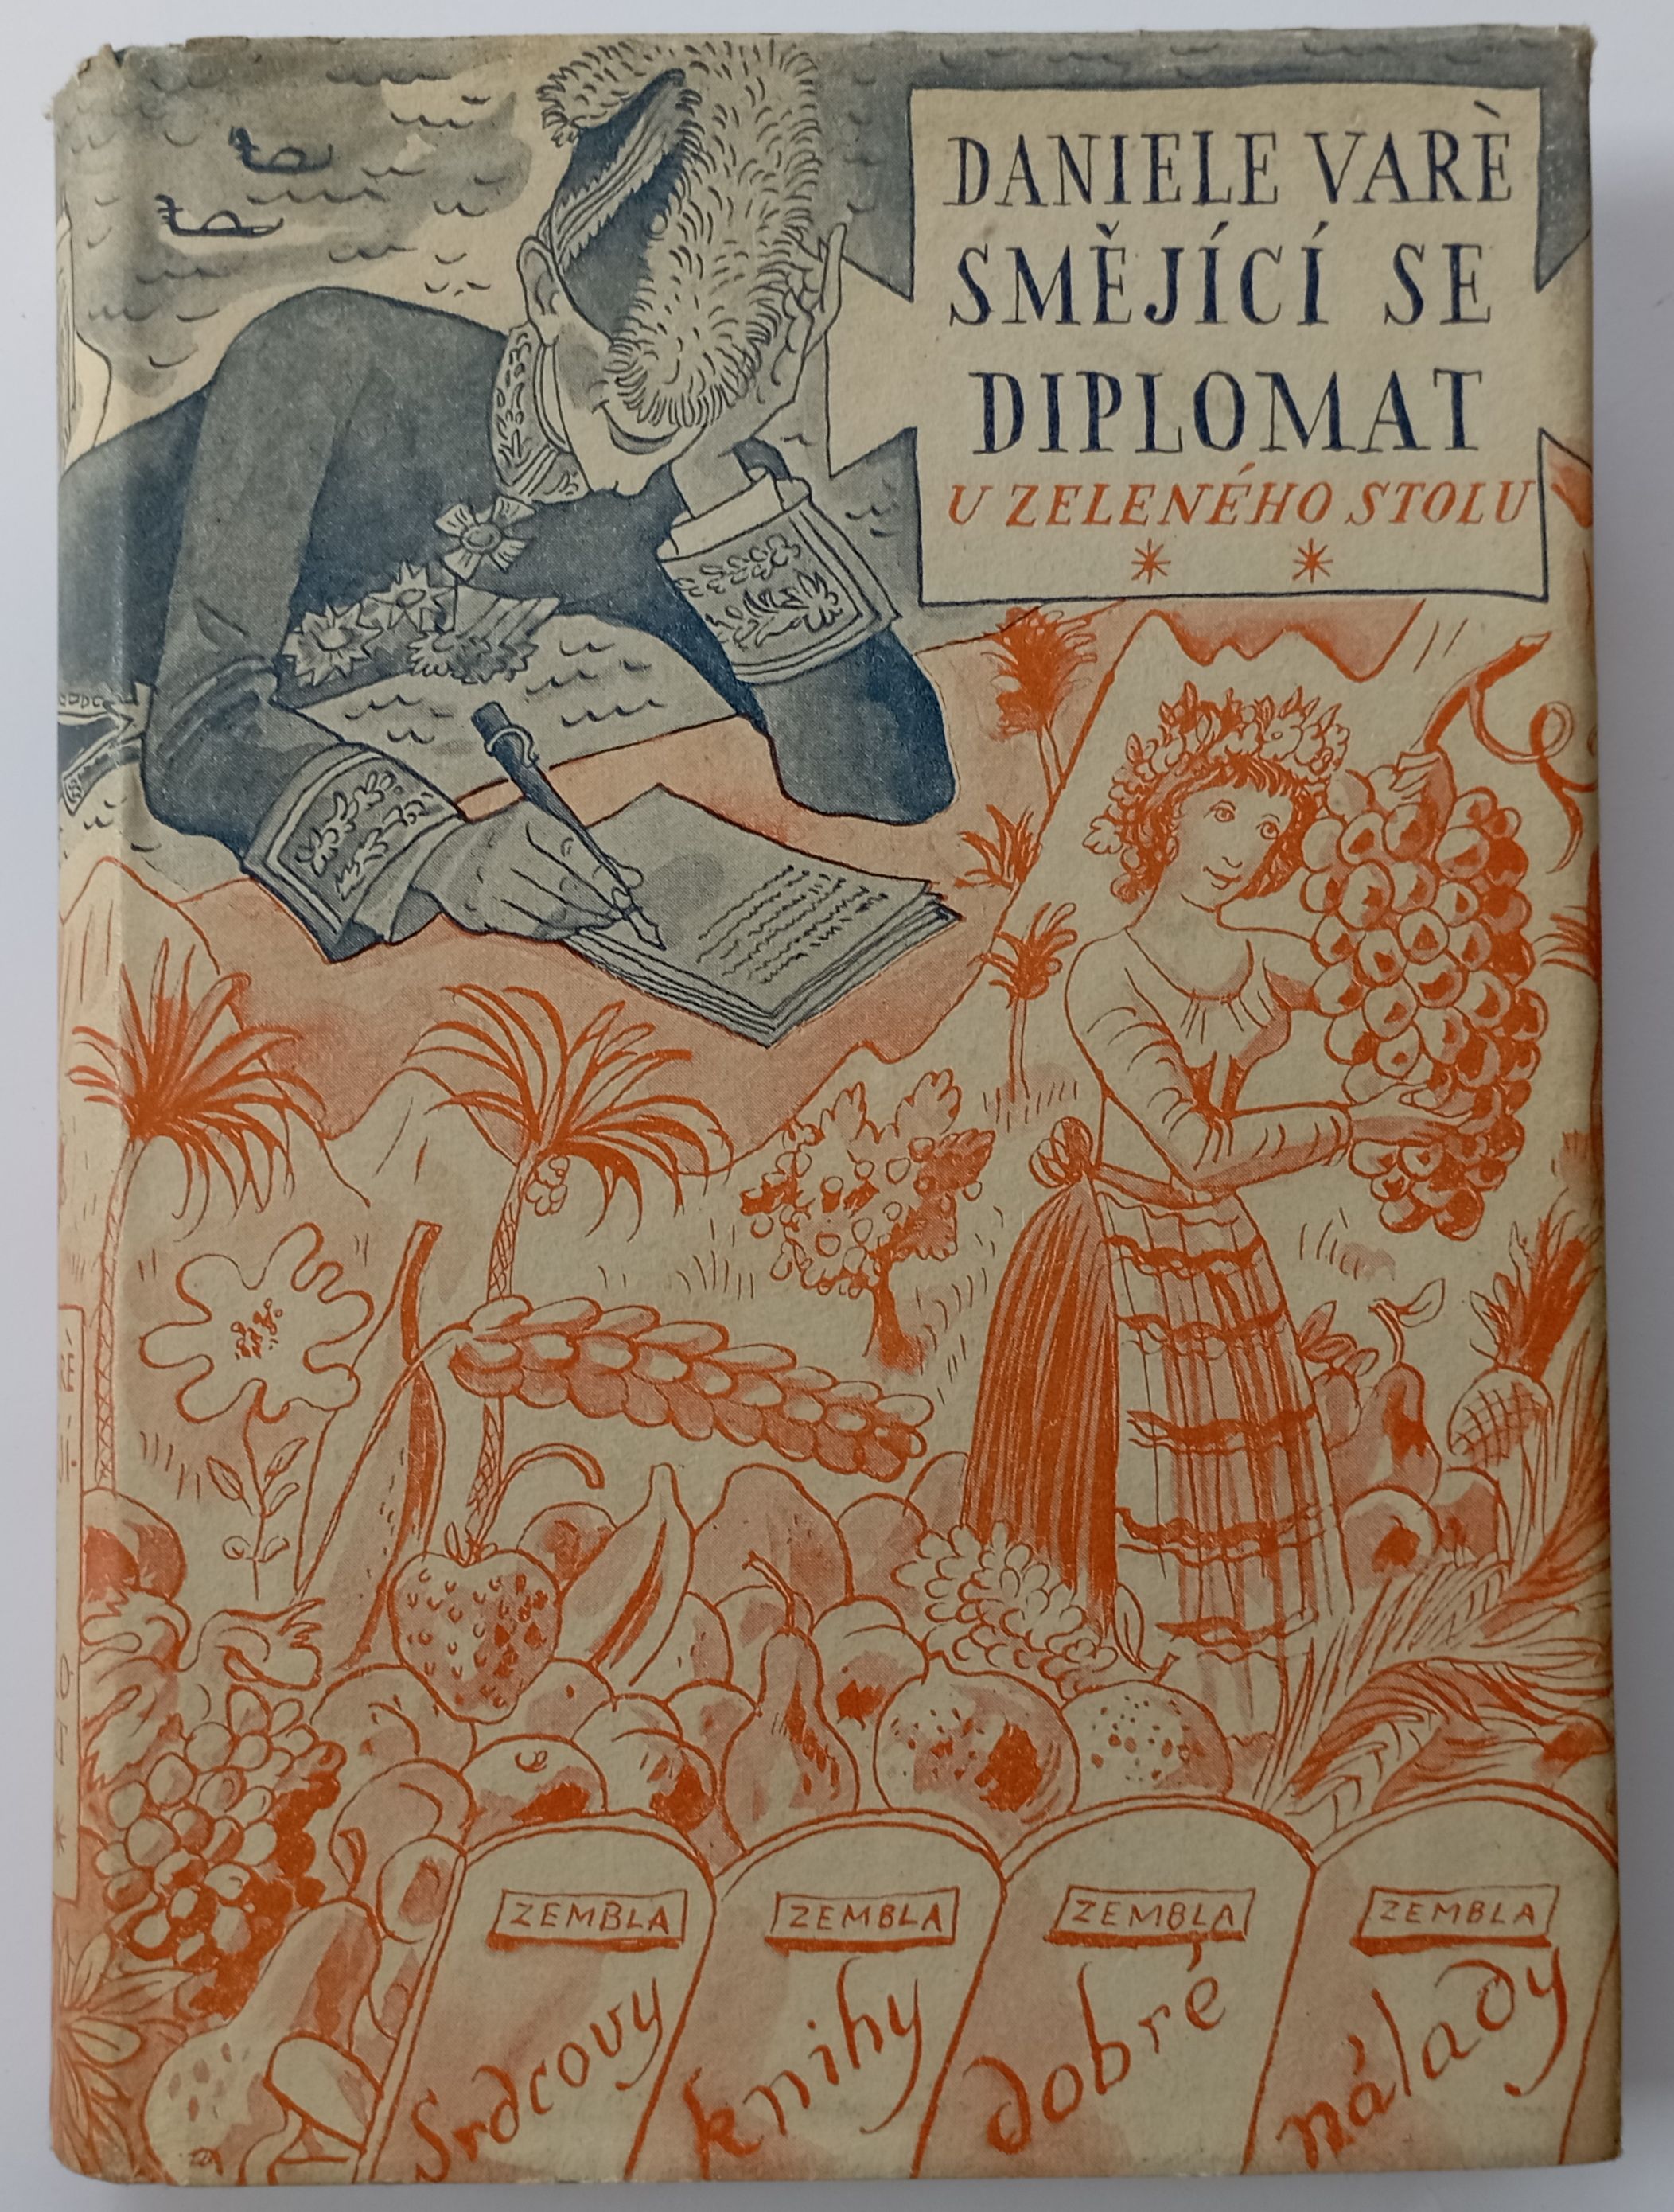 DANIELE VARÈ
SMĚJÍCÍ SE
DIPLOMAT
U ZELENÉHO STOLU
* *
ZEMBLA ZEMBLA ZEMBLA ZEMBLA
Srdcovy knihy dobré nálady